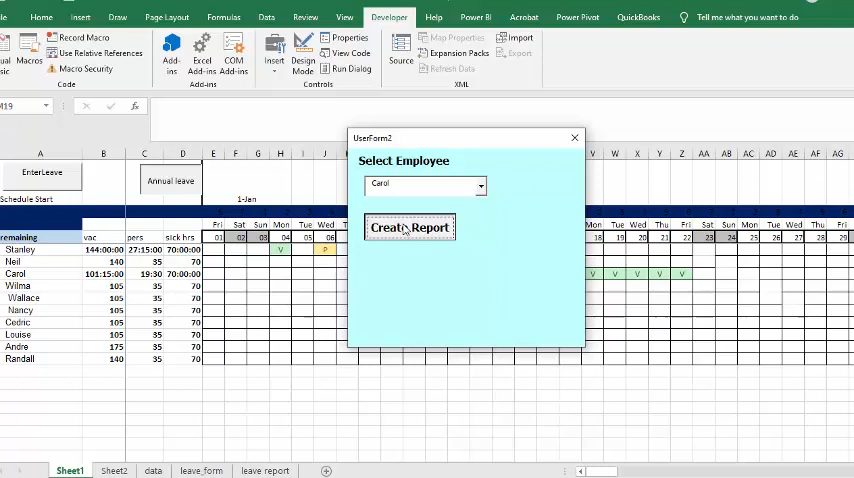 Home Insert Draw Page Layout Formulas Data Review View Developer Help Power BI Acrobat Power Pivot QuickBooks Tell me what you want to do
Macros
Record Macro
Use Relative References
Macro Security
Code
Add-ins
Excel Add-ins
COM Add-ins
Add-ins
Insert
Design Mode
Properties
View Code
Run Dialog
Controls
Source
Map Properties
Expansion Packs
Refresh Data
Import
Export
XML
M19 fx
A B C D E F G H I J V W X Y Z AA AB AC AD AE AF AG
EnterLeave Annual leave
Schedule Start 1-Jan
vac pers sick hrs Fri Sat Sun Mon Tue Wed Mon Tue Wed Thu Fri Sat Sun Mon Tue Wed Thu Fri
remaining 01 02 03 04 05 06 18 19 20 21 22 23 24 25 26 27 28 29
Stanley 144:00:00 27:15:00 70:00:00 V P
Neil 140 35 70
Carol 101:15:00 19:30 70:00:00 V V V V V
Wilma 105 35 70
Wallace 105 35 70
Nancy 105 35 70
Cedric 105 35 70
Louise 105 35 70
Andre 175 35 70
Randall 140 35 70
UserForm2
Select Employee
Carol
Create Report
Sheet1 Sheet2 data leave_form leave report